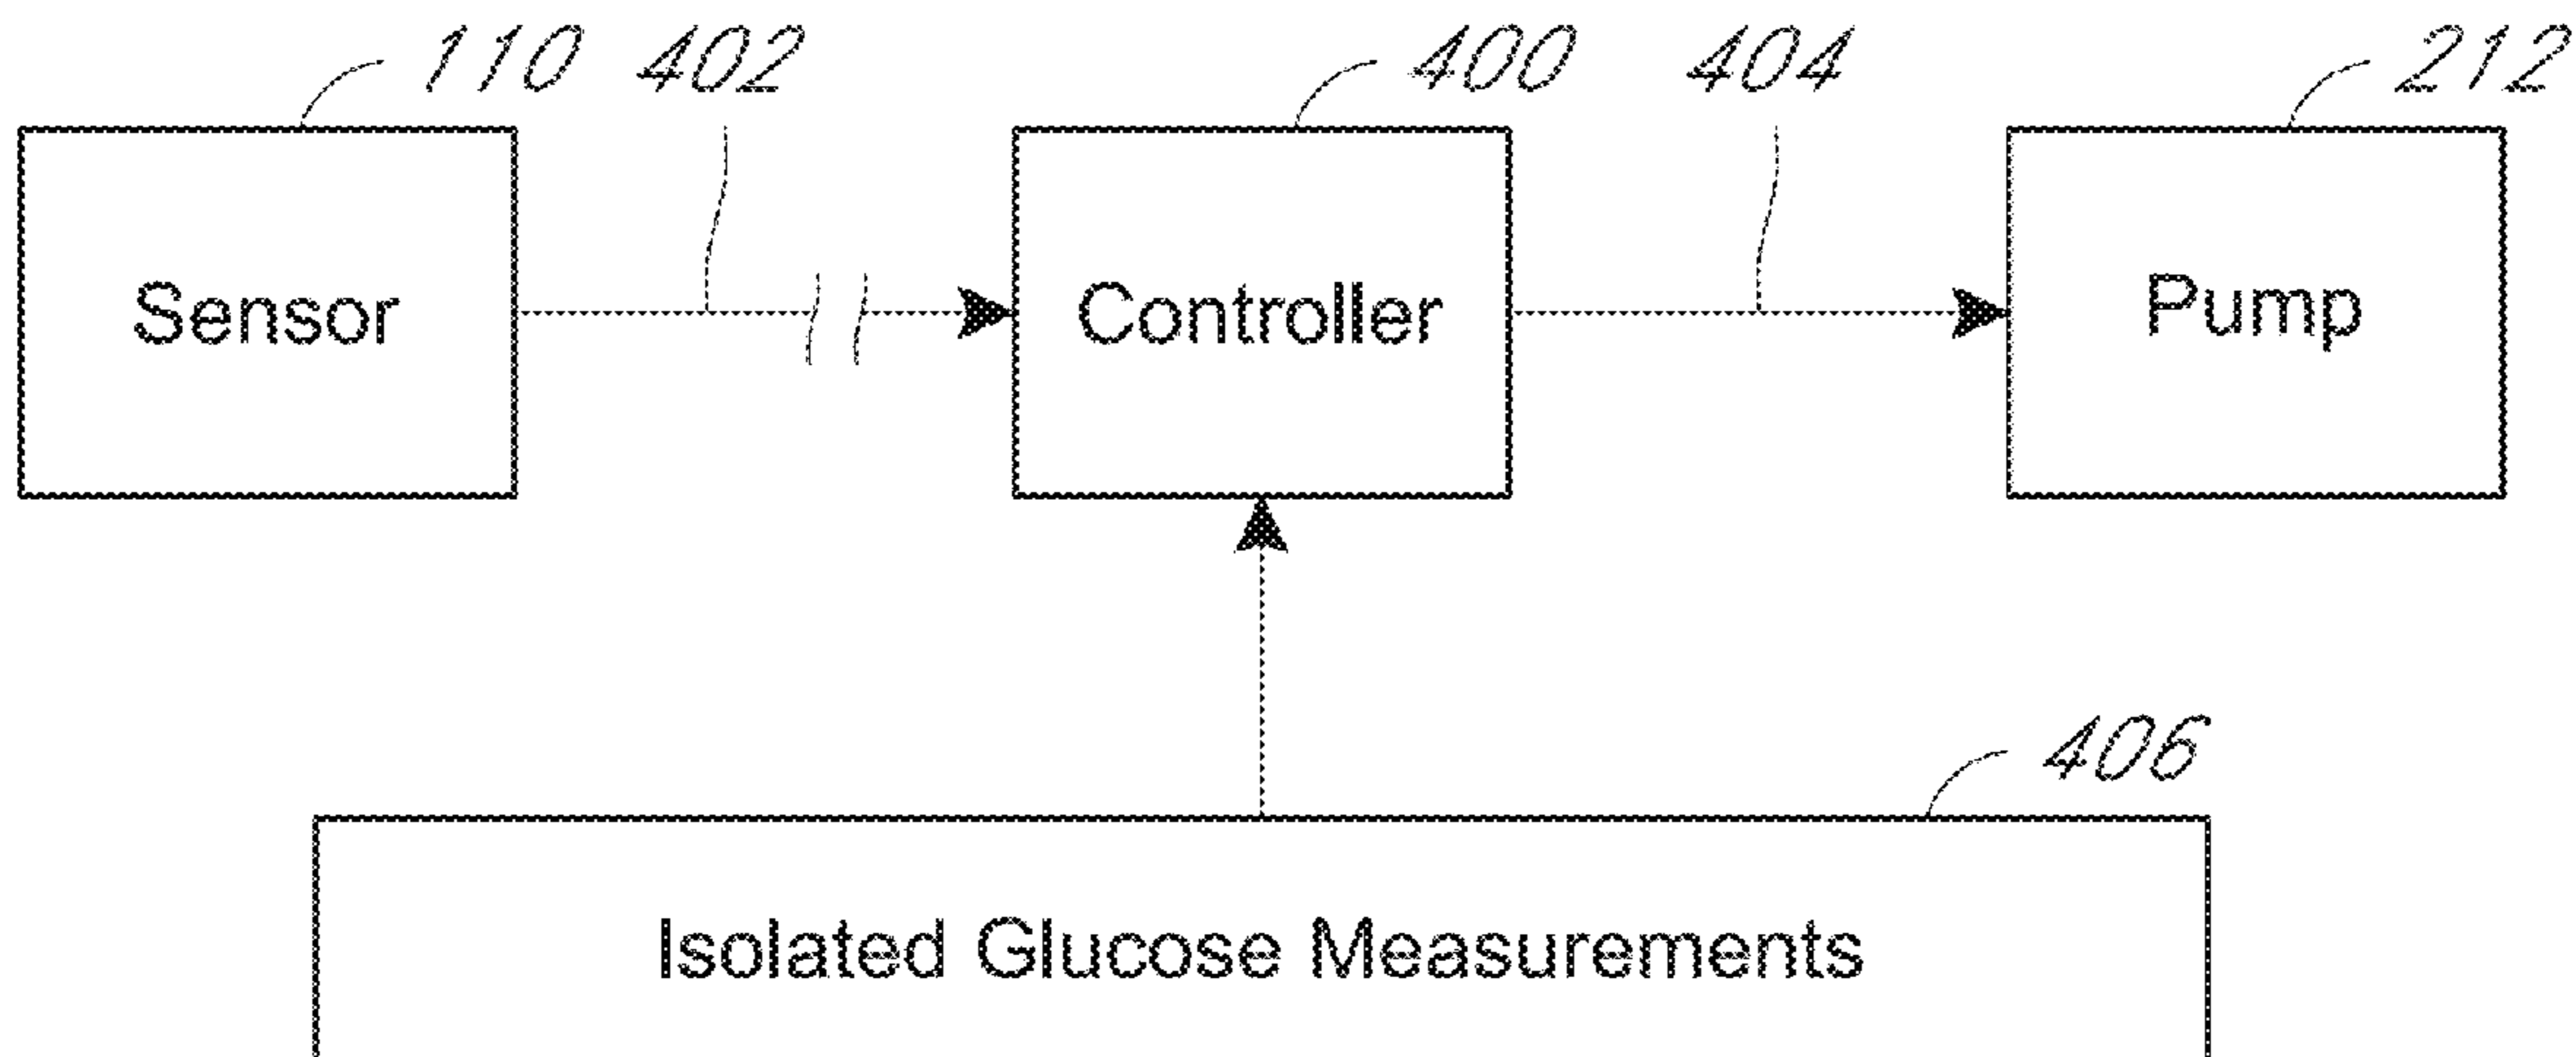 110 402 400 404 212
Sensor Controller Pump
406
Isolated Glucose Measurements